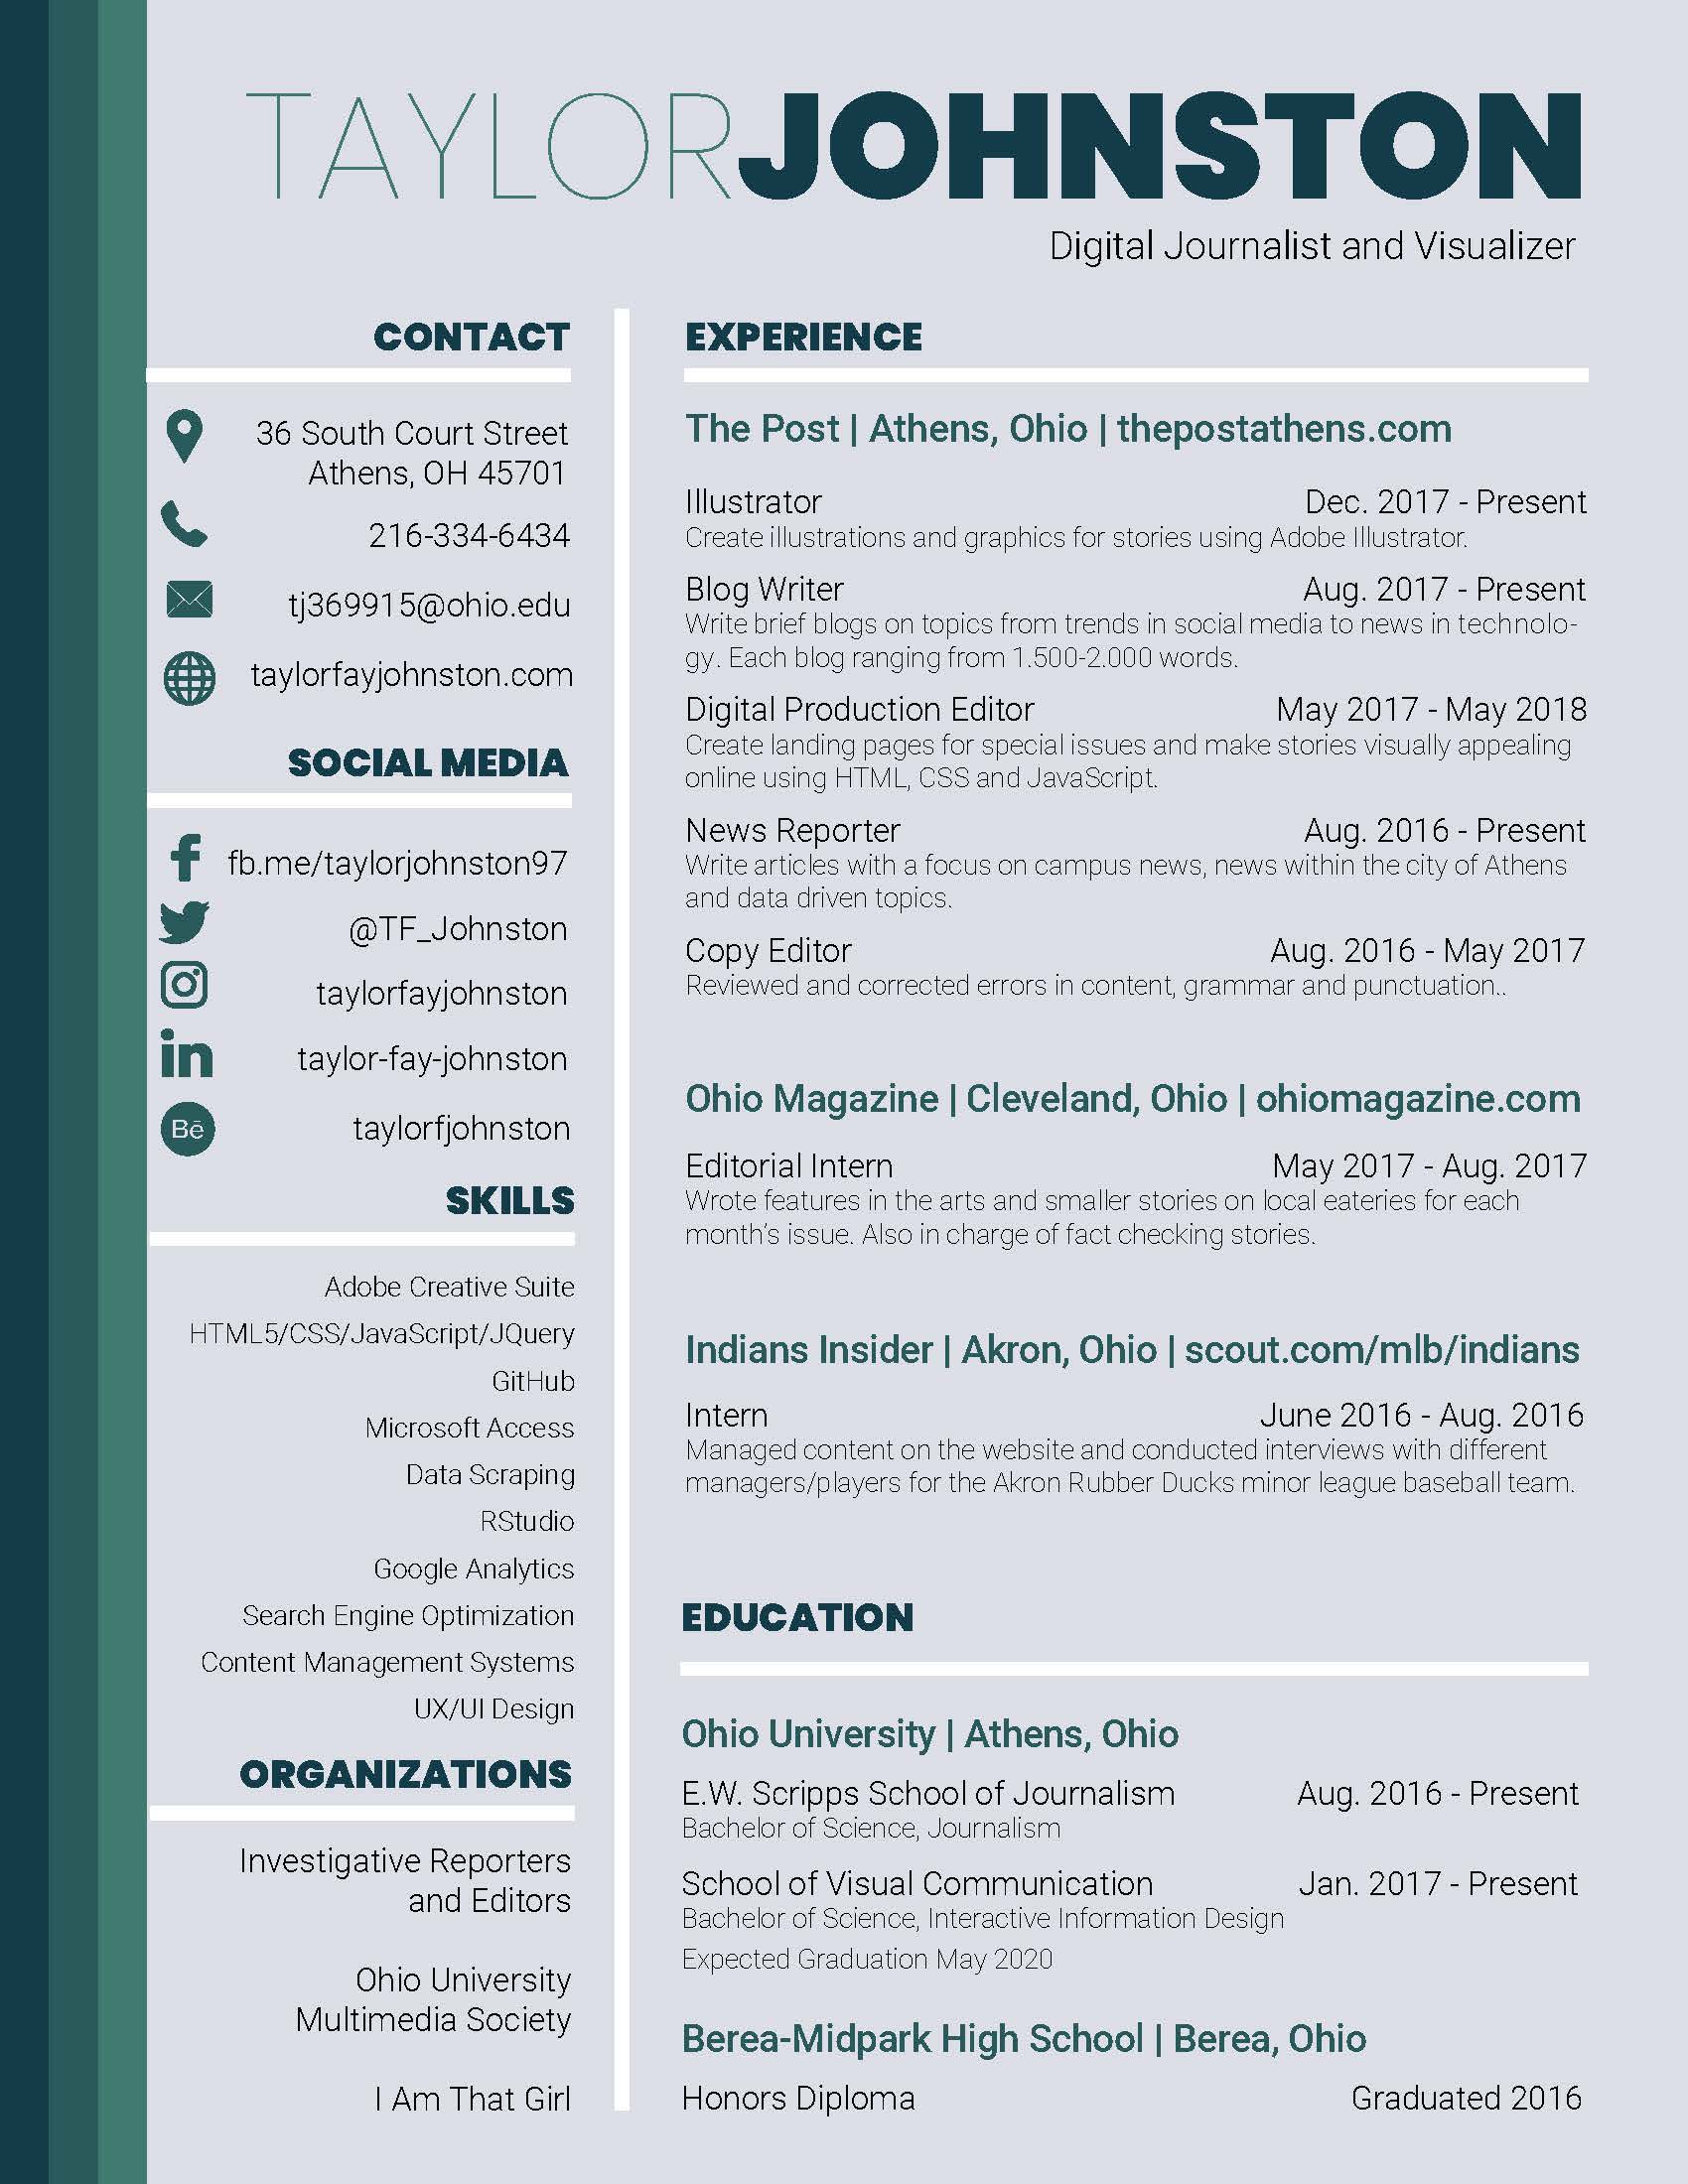 TAYLORJOHNSTON
Digital Journalist and Visualizer
CONTACT
36 South Court Street
Athens, OH 45701
216-334-6434
tj369915@ohio.edu
taylorfayjohnston.com
SOCIAL MEDIA
fb.me/taylorjohnston97
@TF_Johnston
taylorfayjohnston
taylor-fay-johnston
Bē
taylorfjohnston
SKILLS
Adobe Creative Suite
HTML5/CSS/JavaScript/JQuery
GitHub
Microsoft Access
Data Scraping
RStudio
Google Analytics
Search Engine Optimization
Content Management Systems
UX/UI Design
ORGANIZATIONS
Investigative Reporters
and Editors
Ohio University
Multimedia Society
I Am That Girl
EXPERIENCE
The Post | Athens, Ohio | thepostathens.com
Illustrator Dec. 2017 - Present
Create illustrations and graphics for stories using Adobe Illustrator.
Blog Writer Aug. 2017 - Present
Write brief blogs on topics from trends in social media to news in technolo-
gy. Each blog ranging from 1.500-2.000 words.
Digital Production Editor May 2017 - May 2018
Create landing pages for special issues and make stories visually appealing
online using HTML, CSS and JavaScript.
News Reporter Aug. 2016 - Present
Write articles with a focus on campus news, news within the city of Athens
and data driven topics.
Copy Editor Aug. 2016 - May 2017
Reviewed and corrected errors in content, grammar and punctuation..
Ohio Magazine | Cleveland, Ohio | ohiomagazine.com
Editorial Intern May 2017 - Aug. 2017
Wrote features in the arts and smaller stories on local eateries for each
month's issue. Also in charge of fact checking stories.
Indians Insider | Akron, Ohio | scout.com/mlb/indians
Intern June 2016 - Aug. 2016
Managed content on the website and conducted interviews with different
managers/players for the Akron Rubber Ducks minor league baseball team.
EDUCATION
Ohio University | Athens, Ohio
E.W. Scripps School of Journalism Aug. 2016 - Present
Bachelor of Science, Journalism
School of Visual Communication Jan. 2017 - Present
Bachelor of Science, Interactive Information Design
Expected Graduation May 2020
Berea-Midpark High School | Berea, Ohio
Honors Diploma Graduated 2016